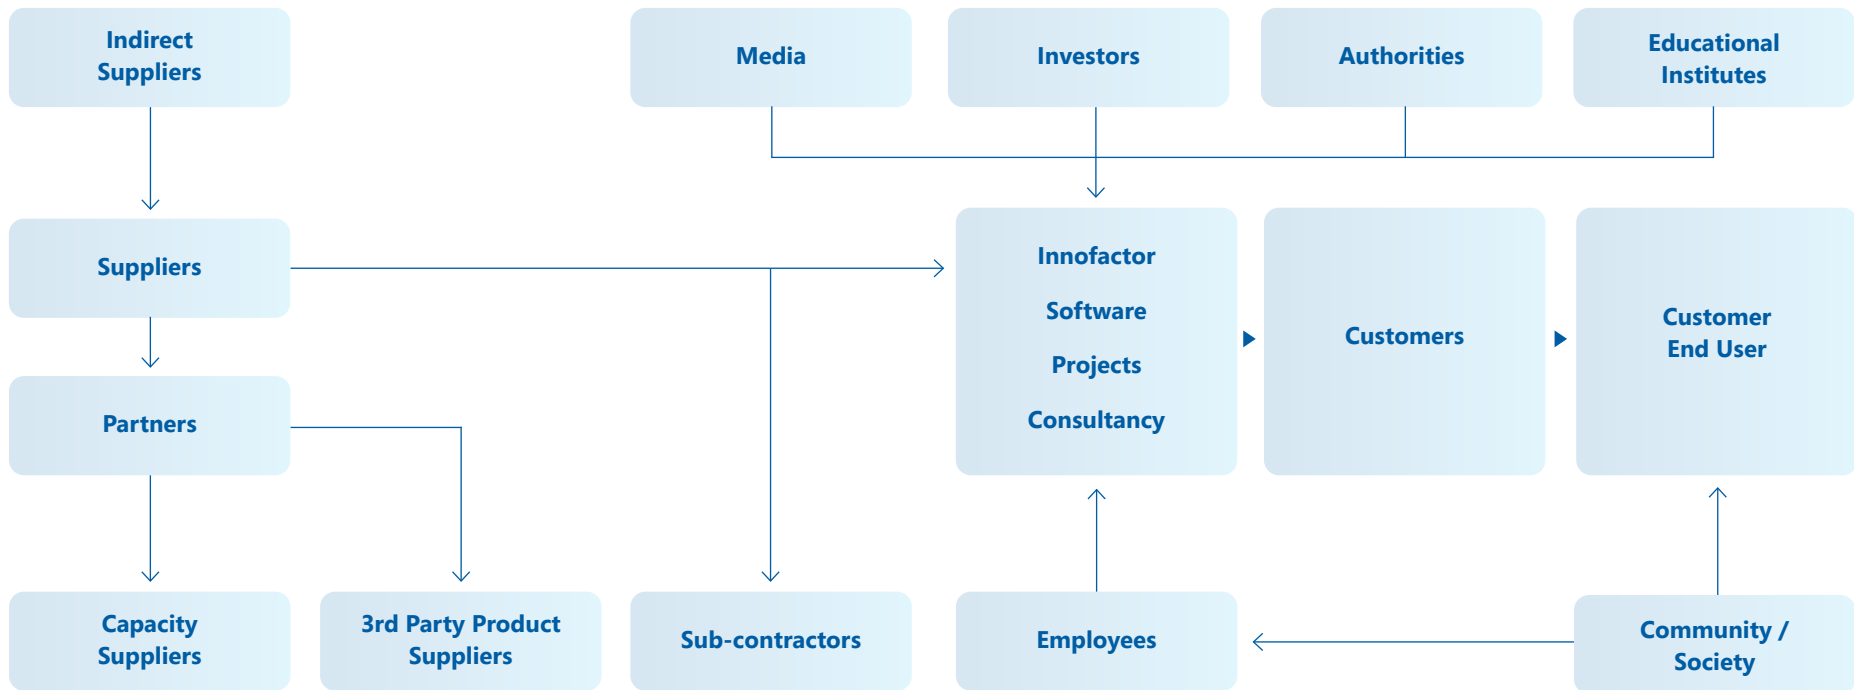 Indirect
Suppliers
Media
Investors
Authorities
Educational
Institutes
Suppliers
Innofactor
Software
Projects
Consultancy
Customers
Customer
End User
Partners
Capacity
Suppliers
3rd Party Product
Suppliers
Sub-contractors
Employees
Community /
Society